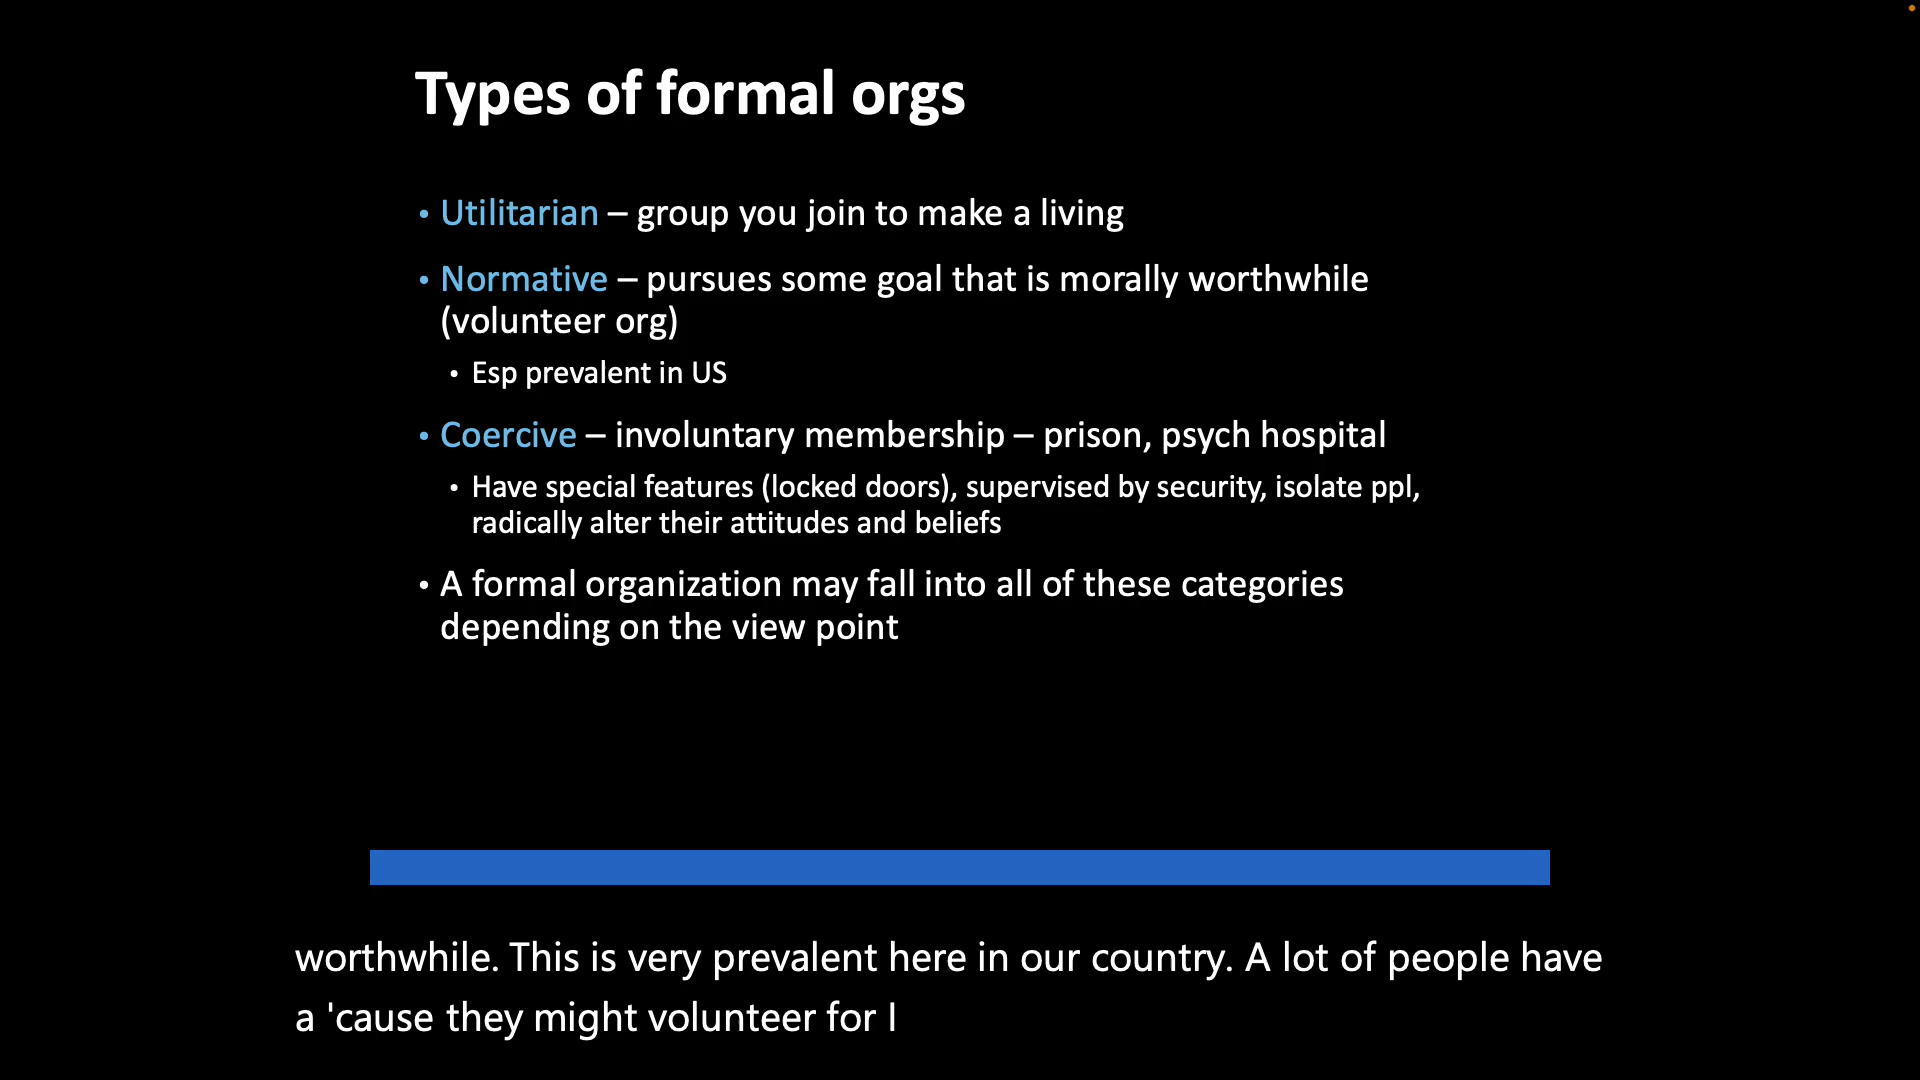 Types of formal orgs
• Utilitarian – group you join to make a living
• Normative – pursues some goal that is morally worthwhile
(volunteer org)
• Esp prevalent in US
• Coercive – involuntary membership – prison, psych hospital
• Have special features (locked doors), supervised by security, isolate ppl,
radically alter their attitudes and beliefs
• A formal organization may fall into all of these categories
depending on the view point
worthwhile. This is very prevalent here in our country. A lot of people have
a 'cause they might volunteer for I